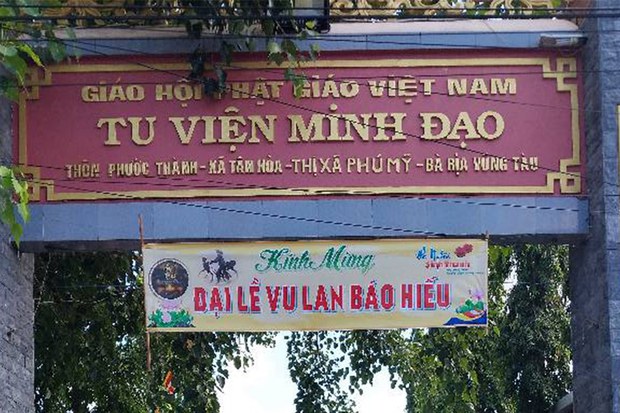 GIÁO HỘI PHẬT GIÁO VIỆT NAM
TU VIỆN MINH ĐẠO
THÔN PHƯỚC THÀNH - XÃ TÂN HÒA - THỊ XÃ PHÚ MỸ - BÀ RỊA VŨNG TÀU
Kính Mừng
ĐẠI LỄ VU LAN BÁO HIẾU